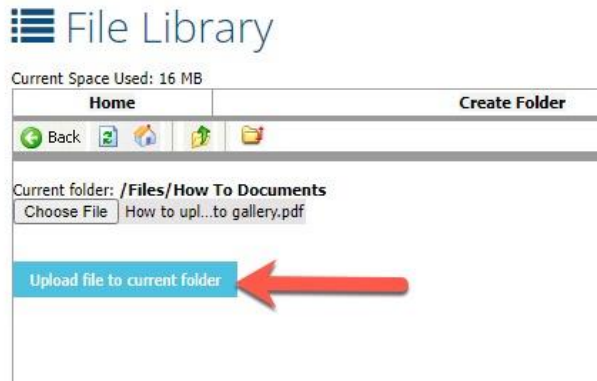 File Library
Current Space Used: 16 MB
Home Create Folder
Back
Current folder: /Files/How To Documents
Choose File How to upl...to gallery.pdf
Upload file to current folder